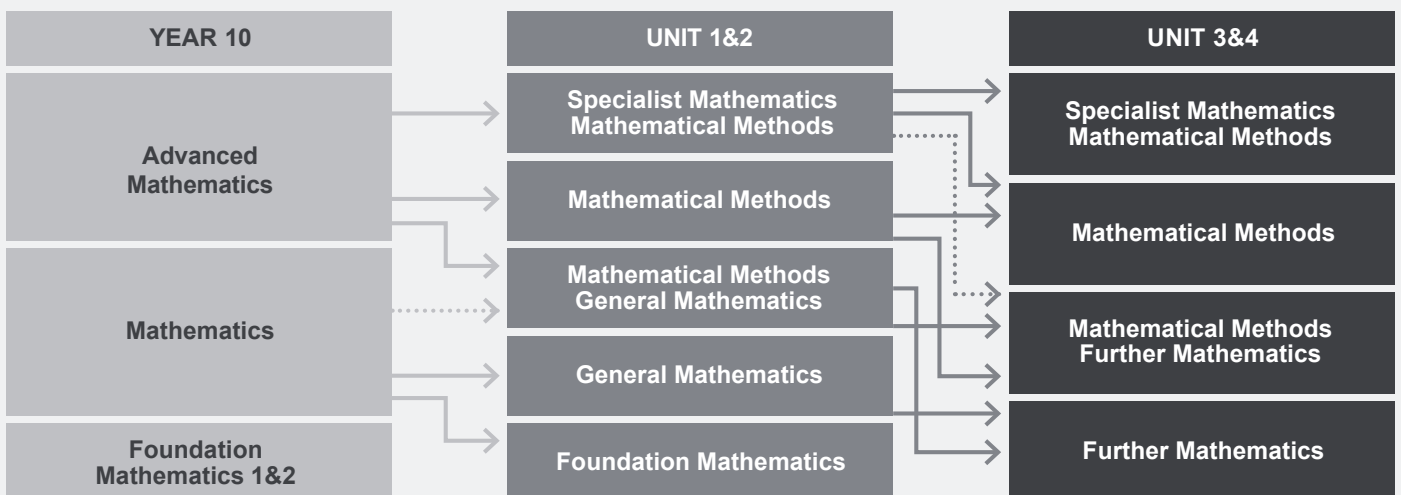 YEAR 10
Advanced
Mathematics
Mathematics
Foundation
Mathematics 1&2
UNIT 1&2
Specialist Mathematics
Mathematical Methods
Mathematical Methods
Mathematical Methods
General Mathematics
General Mathematics
Foundation Mathematics
UNIT 3&4
Specialist Mathematics
Mathematical Methods
Mathematical Methods
Mathematical Methods
Further Mathematics
Further Mathematics